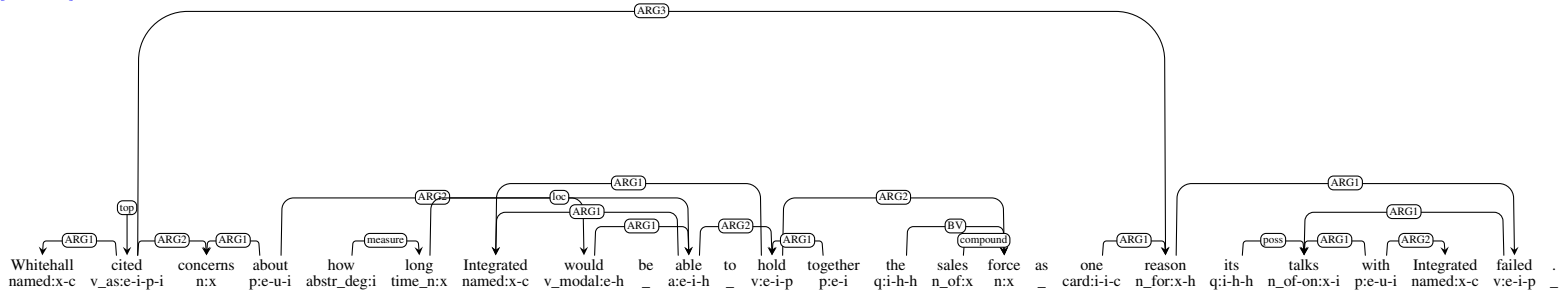 ARG3
ARG1
ARG2 loc ARG2 ARG1
top ARG1 ARG1
ARG1 BV
ARG1 ARG2 ARG1 measure ARG2 ARG1 compound ARG1 poss ARG1 ARG2
Whitehall cited concerns about how long Integrated would be able to hold together the sales force as one reason its talks with Integrated failed .
named:x-c v_as:e-i-p-i n:x p:e-u-i abstr_deg:i time_n:x named:x-c v_modal:e-h _ a:e-i-h _ v:e-i-p p:e-i q:i-h-h n_of:x n:x _ card:i-i-c n_for:x-h q:i-h-h n_of-on:x-i p:e-u-i named:x-c v:e-i-p _